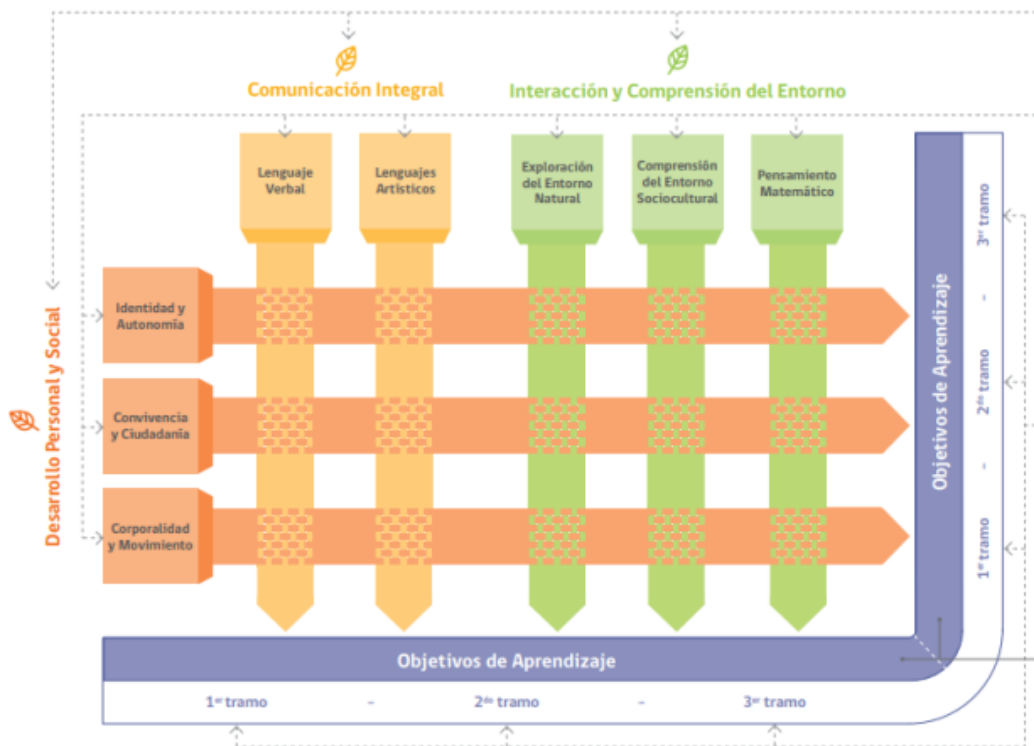 Comunicación Integral
Interacción y Comprensión del Entorno
Lenguaje
Verbal
Lenguajes
Artísticos
Exploración
del Entorno
Natural
Comprensión
del Entorno
Sociocultural
Pensamiento
Matemático
Desarrollo Personal y Social
Identidad y
Autonomía
Convivencia
y Ciudadanía
Corporalidad
y Movimiento
Objetivos de Aprendizaje
1er tramo - 2do tramo - 3er tramo
Objetivos de Aprendizaje
1er tramo - 2do tramo - 3er tramo